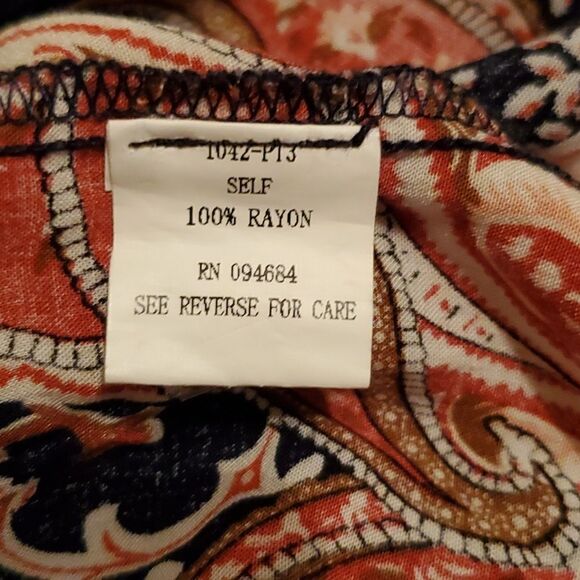 1042-P13
SELF
100% RAYON
RN 094684
SEE REVERSE FOR CARE